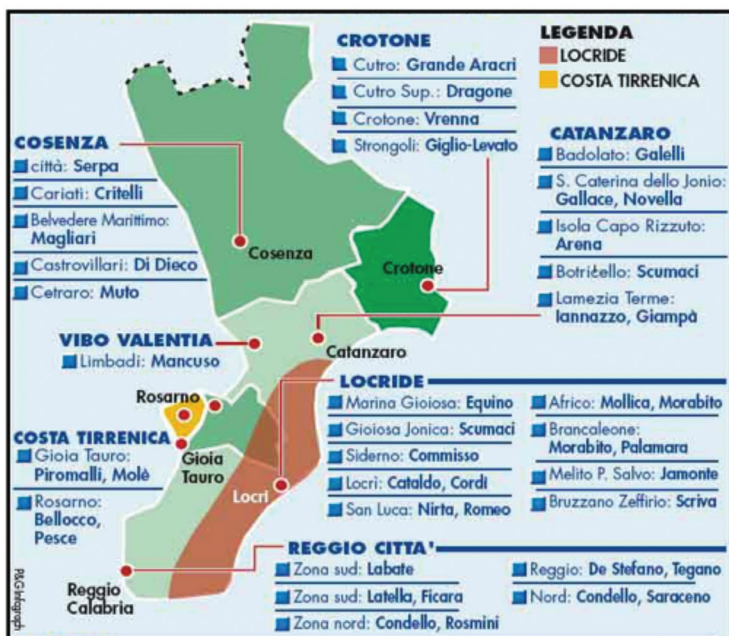 LEGENDA
LOCRIDE
COSTA TIRRENICA
CROTONE
Cutro: Grande Aracri
Cutro Sup.: Dragone
Crotone: Vrenna
Strongoli: Giglio-Levato
COSENZA
città: Serpa
Cariati: Critelli
Belvedere Marittimo:
Magliari
Castrovillari: Di Dieco
Cetraro: Muto
CATANZARO
Badolato: Galelli
S. Caterina dello Jonio:
Gallace, Novella
Isola Capo Rizzuto:
Arena
Botricello: Scumaci
Lamezia Terme:
Iannazzo, Giampà
Cosenza
Crotone
Catanzaro
VIBO VALENTIA
Limbadi: Mancuso
Rosarno
COSTA TIRRENICA
Gioia Tauro:
Piromalli, Molè
Rosarno:
Bellocco,
Pesce
Gioia
Tauro
Locri
LOCRIDE
Marina Gioiosa: Equino
Gioiosa Jonica: Scumaci
Siderno: Commisso
Locri: Cataldo, Cordì
San Luca: Nirta, Romeo
Africo: Mollica, Morabito
Brancaleone:
Morabito, Palamara
Melito P. Salvo: Jamonte
Bruzzano Zeffirio: Scriva
Reggio
Calabria
REGGIO CITTA'
Zona sud: Labate
Zona sud: Latella, Ficara
Zona nord: Condello, Rosmini
Reggio: De Stefano, Tegano
Nord: Condello, Saraceno
P&G Infograph